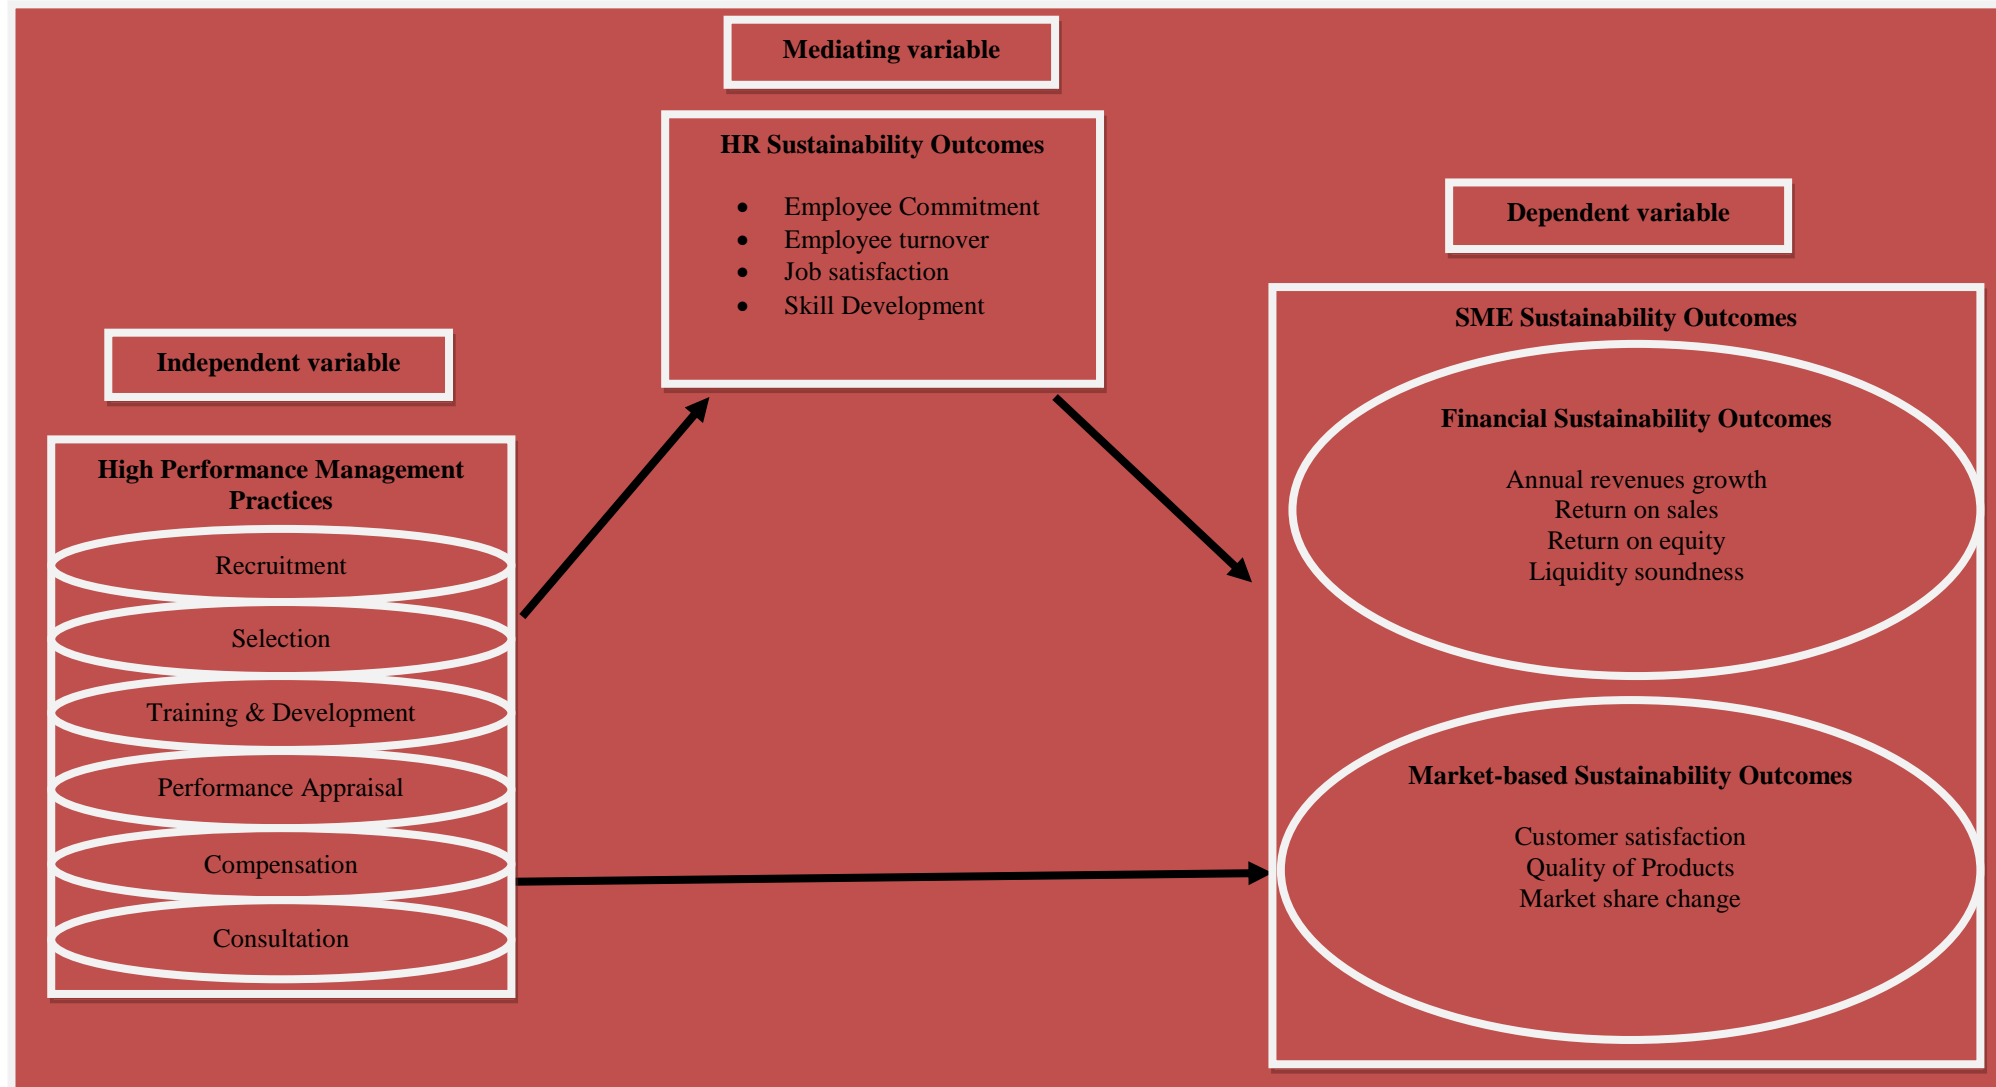 Mediating variable
HR Sustainability Outcomes
• Employee Commitment
• Employee turnover
• Job satisfaction
• Skill Development
Dependent variable
SME Sustainability Outcomes
Financial Sustainability Outcomes
Annual revenues growth
Return on sales
Return on equity
Liquidity soundness
Market-based Sustainability Outcomes
Customer satisfaction
Quality of Products
Market share change
Independent variable
High Performance Management
Practices
Recruitment
Selection
Training & Development
Performance Appraisal
Compensation
Consultation